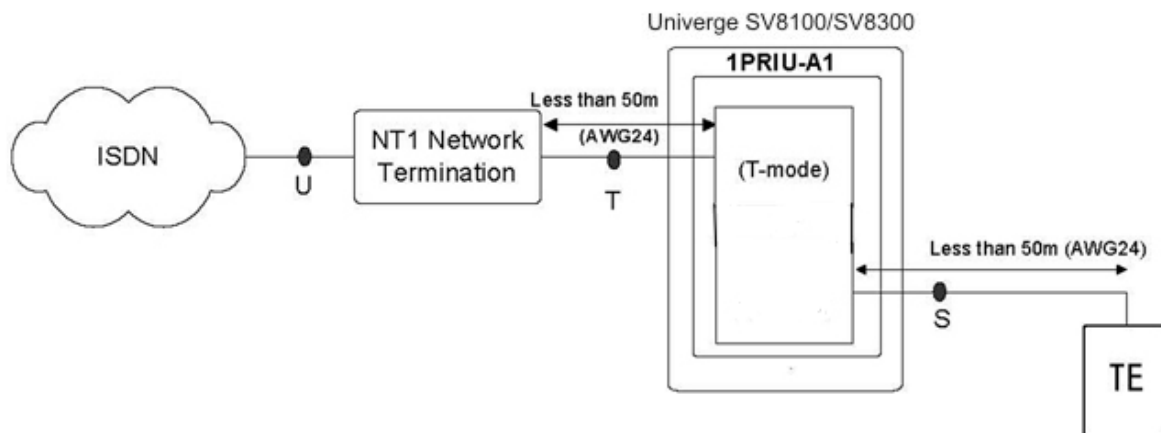 Univerge SV8100/SV8300
1PRIU-A1
Less than 50m
(AWG24)
ISDN
U
NT1 Network
Termination
T
(T-mode)
Less than 50m (AWG24)
S
TE